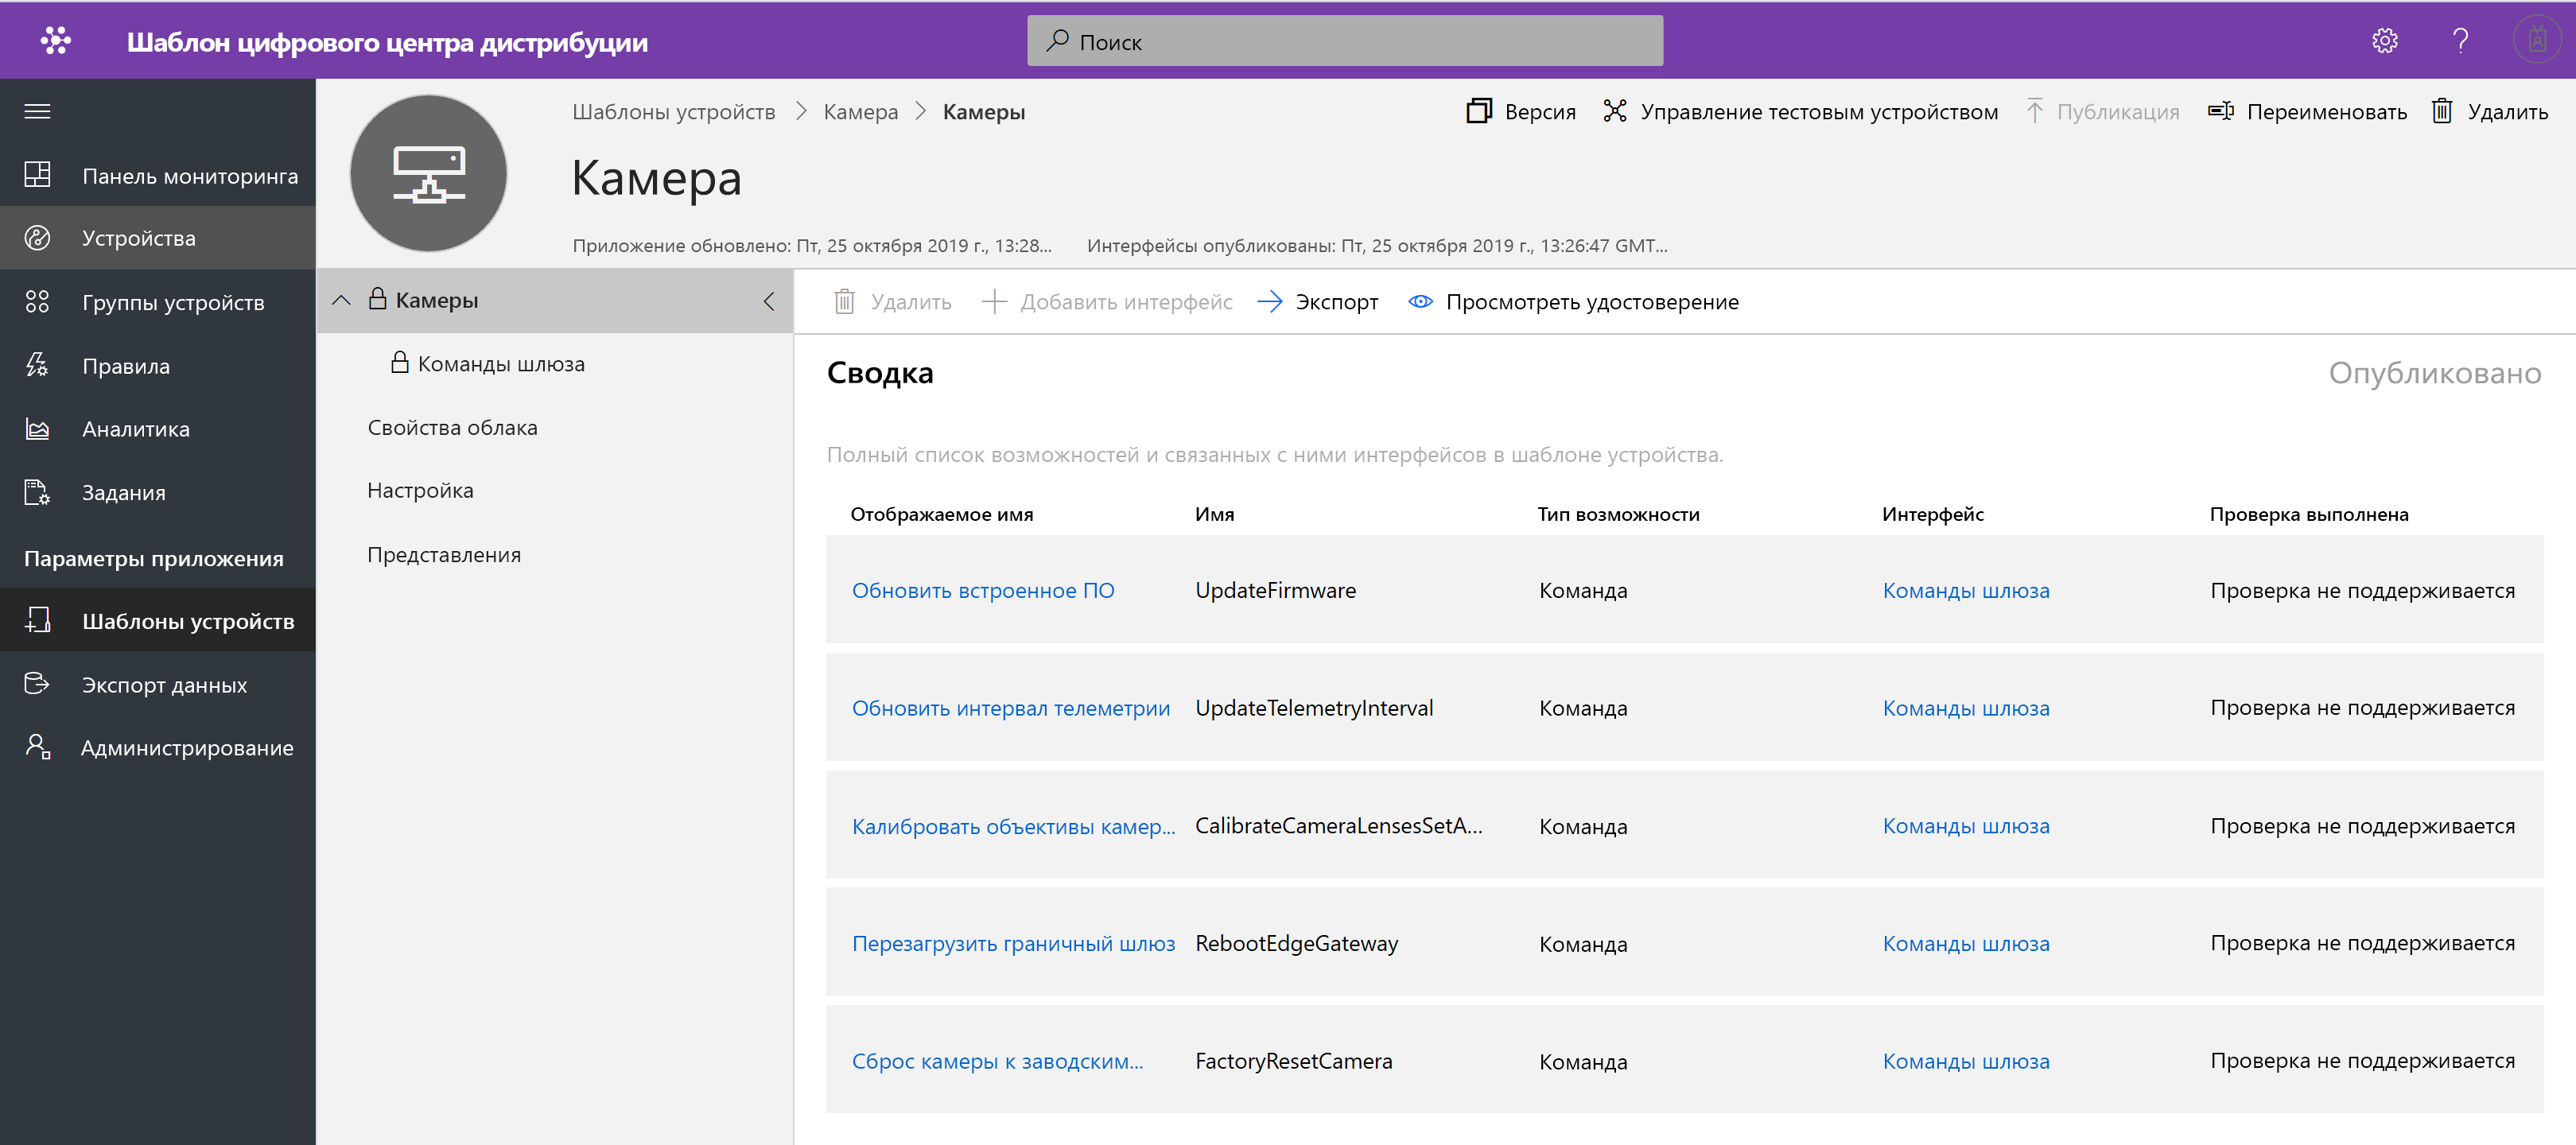 Шаблон цифрового центра дистрибуции
Поиск
Панель мониторинга
Устройства
Группы устройств
Правила
Аналитика
Задания
Параметры приложения
Шаблоны устройств
Экспорт данных
Администрирование
Шаблоны устройств > Камера > Камеры
Версия Управление тестовым устройством Публикация Переименовать Удалить
Камера
Приложение обновлено: Пт, 25 октября 2019 г., 13:28... Интерфейсы опубликованы: Пт, 25 октября 2019 г., 13:26:47 GMT...
Камеры
Команды шлюза
Свойства облака
Настройка
Представления
Удалить Добавить интерфейс Экспорт Просмотреть удостоверение
Сводка Опубликовано
Полный список возможностей и связанных с ними интерфейсов в шаблоне устройства.
Отображаемое имя Имя Тип возможности Интерфейс Проверка выполнена
Обновить встроенное ПО UpdateFirmware Команда Команды шлюза Проверка не поддерживается
Обновить интервал телеметрии UpdateTelemetryInterval Команда Команды шлюза Проверка не поддерживается
Калибровать объективы камер... CalibrateCameraLensesSetA... Команда Команды шлюза Проверка не поддерживается
Перезагрузить граничный шлюз RebootEdgeGateway Команда Команды шлюза Проверка не поддерживается
Сброс камеры к заводским... FactoryResetCamera Команда Команды шлюза Проверка не поддерживается